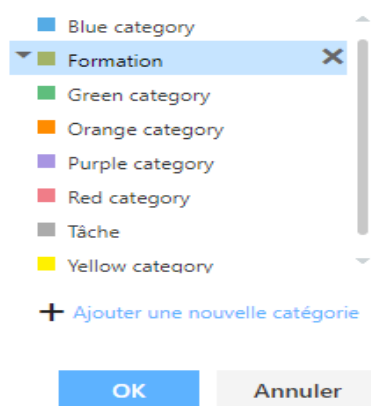 Blue category
Formation
Green category
Orange category
Purple category
Red category
Tâche
Yellow category
Ajouter une nouvelle catégorie
OK Annuler